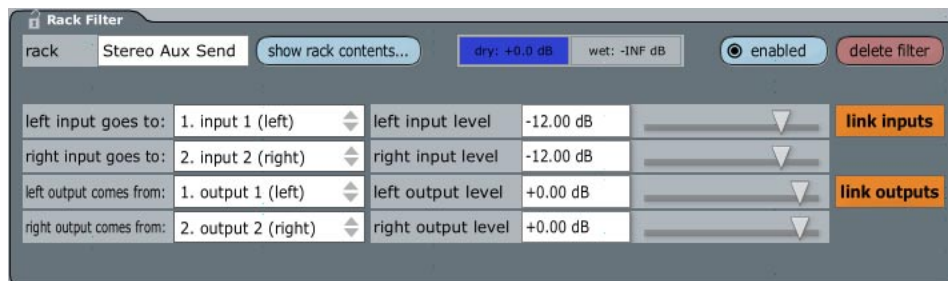 Rack Filter
rack Stereo Aux Send show rack contents... dry: +0.0 dB wet: -INF dB enabled delete filter
left input goes to: 1. input 1 (left) left input level -12.00 dB link inputs
right input goes to: 2. input 2 (right) right input level -12.00 dB
left output comes from: 1. output 1 (left) left output level +0.00 dB link outputs
right output comes from: 2. output 2 (right) right output level +0.00 dB